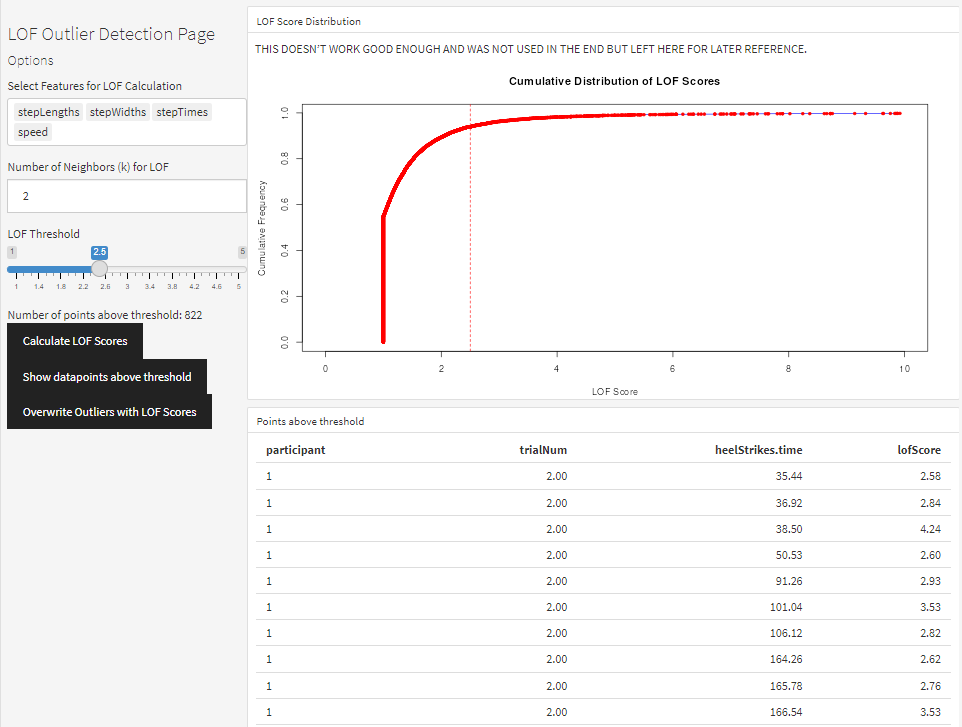 LOF Outlier Detection Page
Options
Select Features for LOF Calculation
stepLengths stepWidths stepTimes
speed
Number of Neighbors (k) for LOF
2
LOF Threshold
1 2.5 5
1 1.4 1.8 2.2 2.6 3 3.4 3.8 4.2 4.6 5
Number of points above threshold: 822
Calculate LOF Scores
Show datapoints above threshold
Overwrite Outliers with LOF Scores
LOF Score Distribution
THIS DOESN'T WORK GOOD ENOUGH AND WAS NOT USED IN THE END BUT LEFT HERE FOR LATER REFERENCE.
Cumulative Distribution of LOF Scores
Cumulative Frequency
1.0
0.8
0.6
0.4
0.2
0.0
0 2 4 6 8 10
LOF Score
Points above threshold
participant trialNum heelStrikes.time lofScore
1 2.00 35.44 2.58
1 2.00 36.92 2.84
1 2.00 38.50 4.24
1 2.00 50.53 2.60
1 2.00 91.26 2.93
1 2.00 101.04 3.53
1 2.00 106.12 2.82
1 2.00 164.26 2.62
1 2.00 165.78 2.76
1 2.00 166.54 3.53